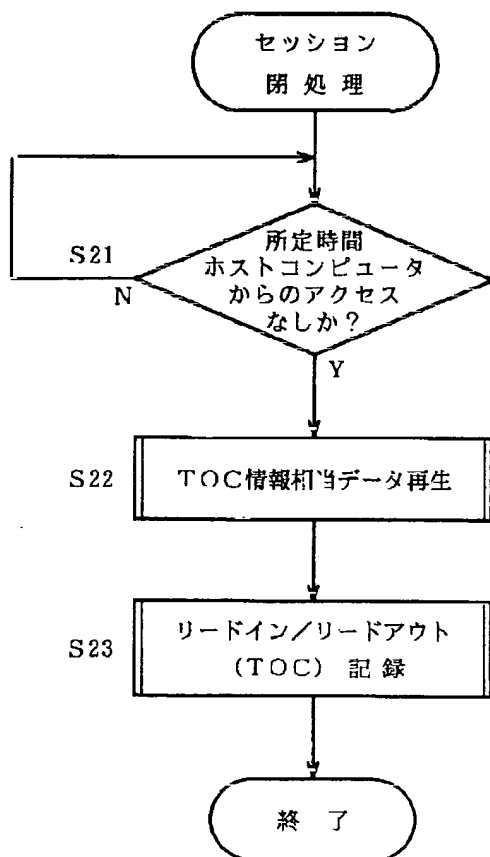 セッション
閉処理
S21
所定時間
ホストコンピュータ
からのアクセス
なしか？
N
Y
S22
TOC情報相当データ再生
S23
リードイン／リードアウト
(TOC) 記録
終了